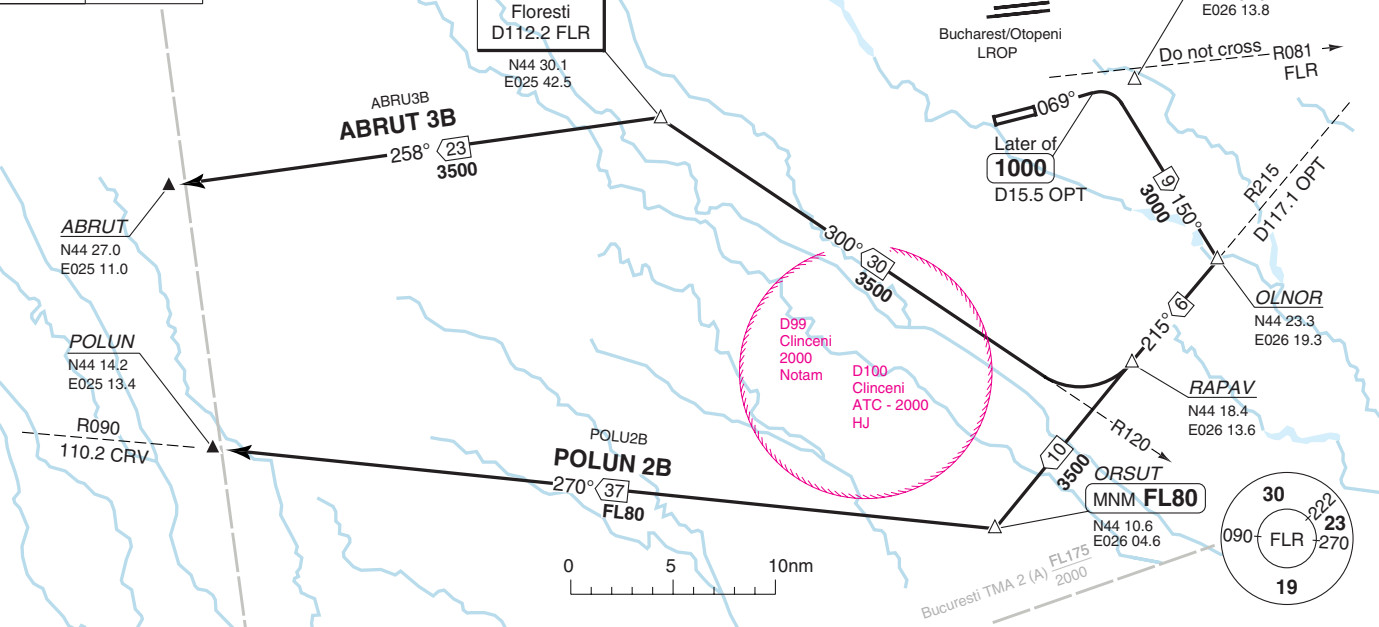 Floresti
D112.2 FLR
N44 30.1
E025 42.5
Bucharest/Otopeni
LROP
E026 13.8
Do not cross
R081
FLR
069°
Later of
1000
D15.5 OPT
9
150°
3000
R215
D117.1 OPT
ABRU3B
ABRUT 3B
258°
23
3500
ABRUT
N44 27.0
E025 11.0
300°
30
3500
OLNOR
N44 23.3
E026 19.3
6
215°
RAPAV
N44 18.4
E026 13.6
D99
Clinceni
2000
Notam
D100
Clinceni
ATC - 2000
HJ
POLUN
N44 14.2
E025 13.4
R090
110.2 CRV
POLU2B
POLUN 2B
270°
37
FL80
R120
10
3500
ORSUT
MNM FL80
N44 10.6
E026 04.6
0
5
10nm
Bucuresti TMA 2 (A) FL175
2000
30
222
23
090
FLR
270
19